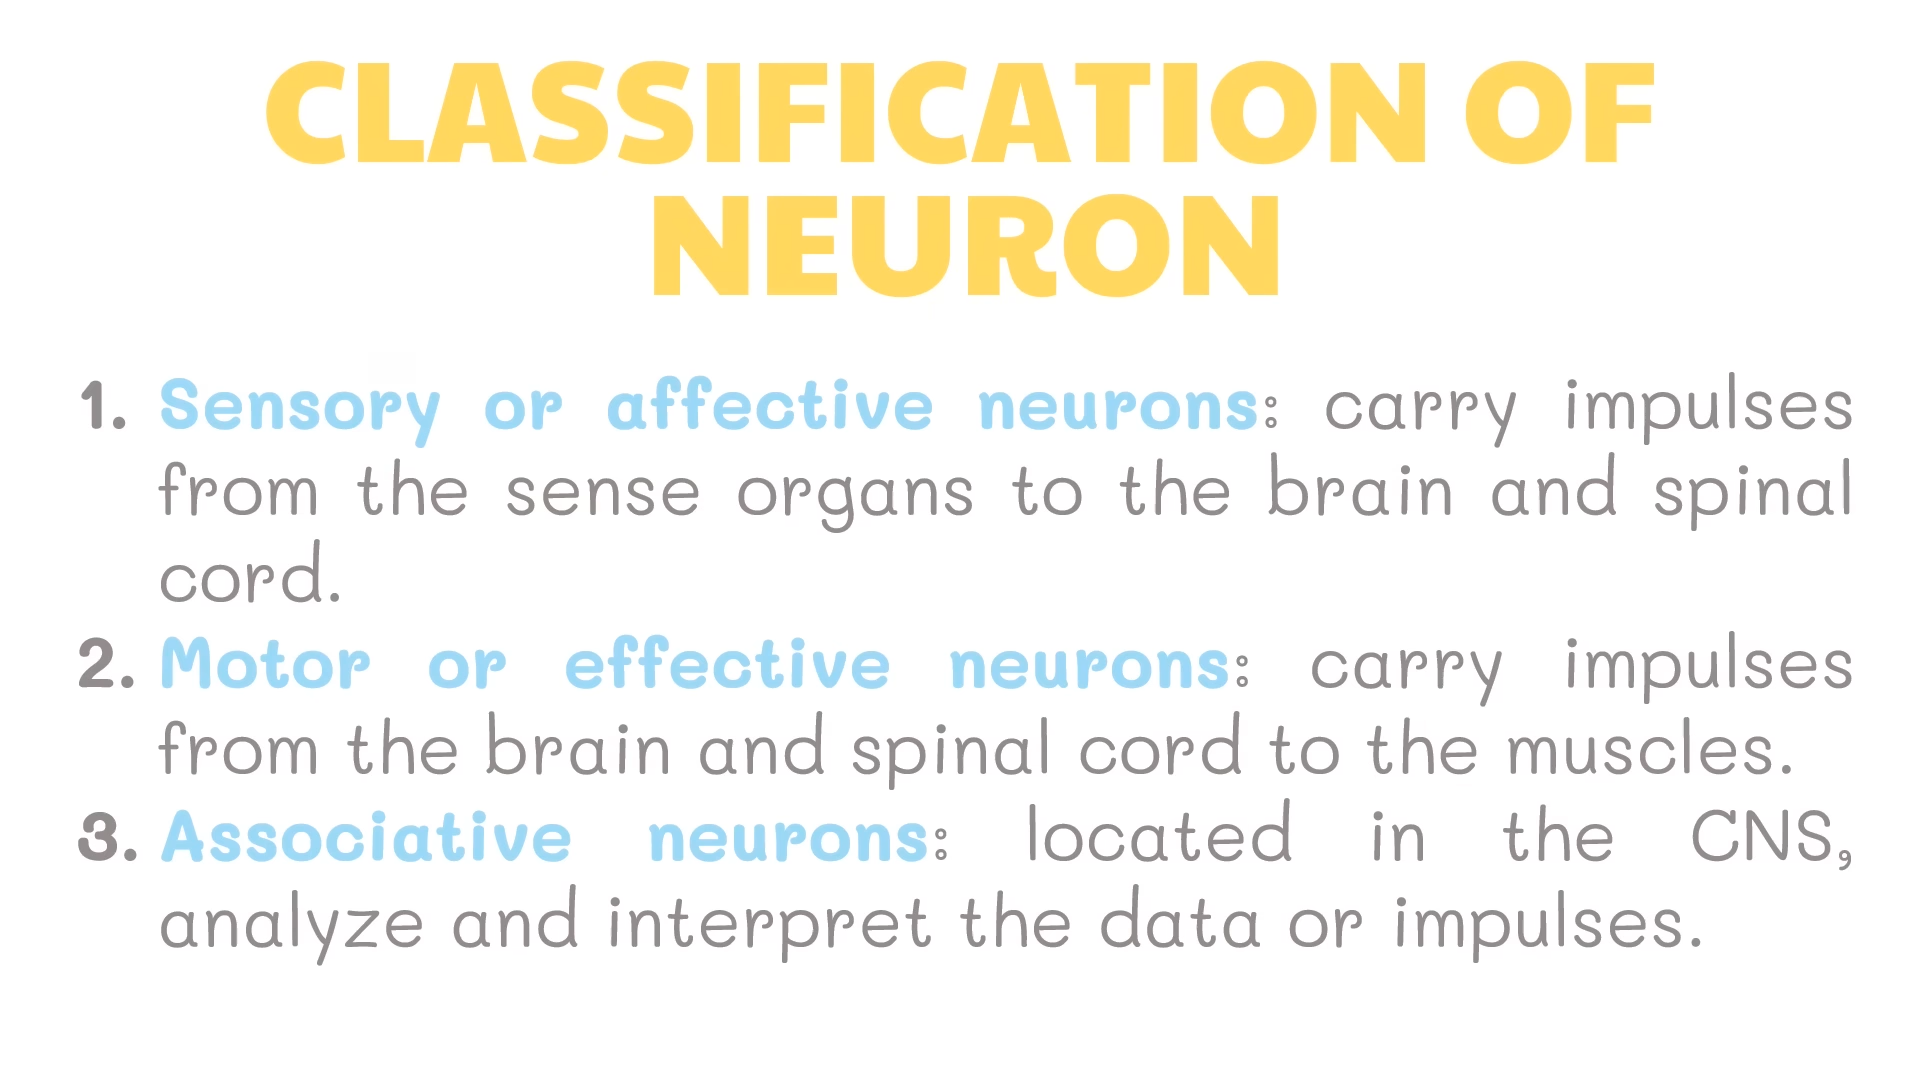 CLASSIFICATION OF
NEURON
1. Sensory or affective neurons: carry impulses
from the sense organs to the brain and spinal
cord.
2. Motor or effective neurons: carry impulses
from the brain and spinal cord to the muscles.
3. Associative neurons: located in the CNS,
analyze and interpret the data or impulses.